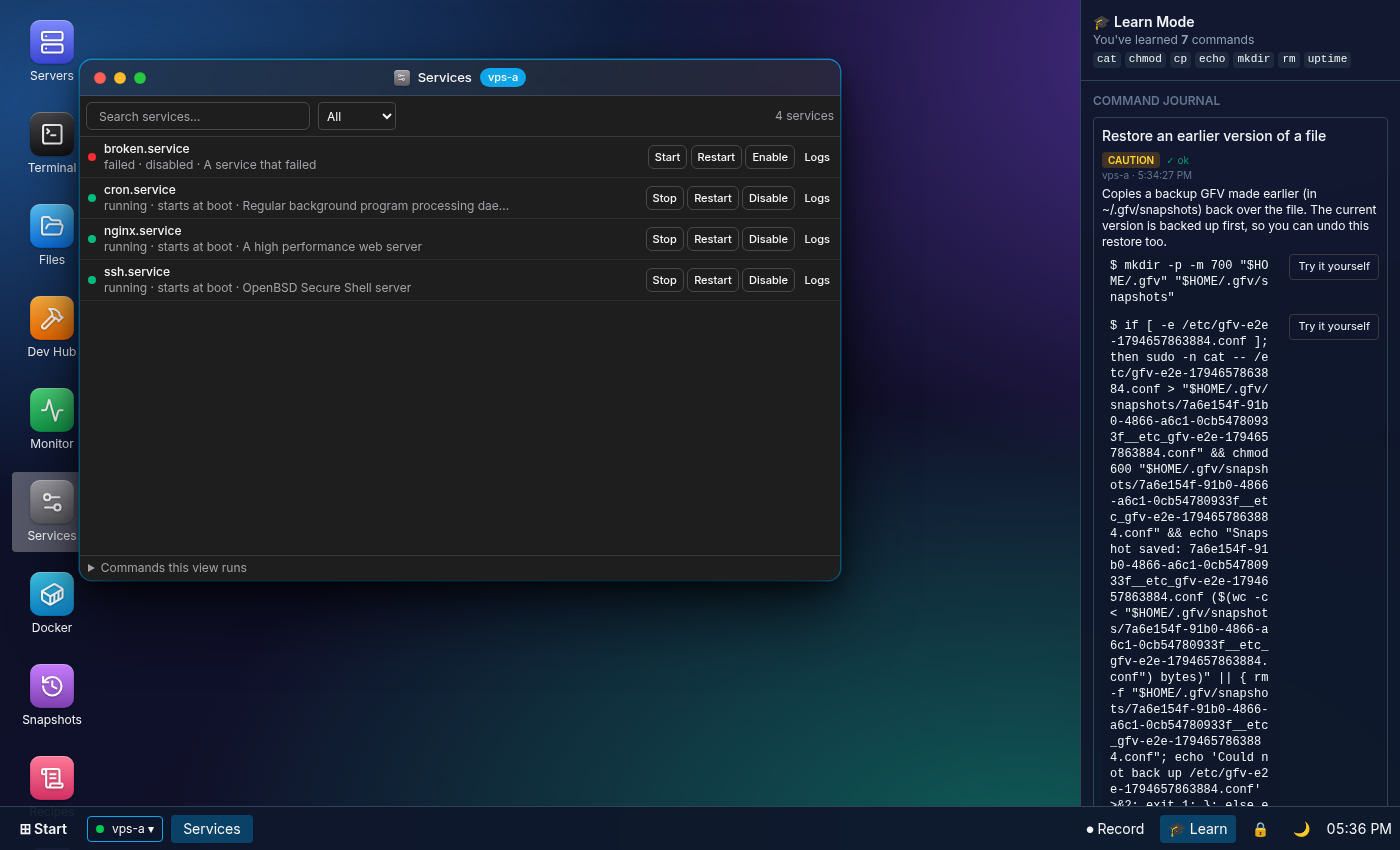 Servers
Terminal
Files
Dev Hub
Monitor
Services
Docker
Snapshots
Recipes
Services vps-a
Search services...
All
4 services
broken.service
failed · disabled · A service that failed
Start Restart Enable Logs
cron.service
running · starts at boot · Regular background program processing dae...
Stop Restart Disable Logs
nginx.service
running · starts at boot · A high performance web server
Stop Restart Disable Logs
ssh.service
running · starts at boot · OpenBSD Secure Shell server
Stop Restart Disable Logs
Commands this view runs
Learn Mode
You've learned 7 commands
cat chmod cp echo mkdir rm uptime
COMMAND JOURNAL
Restore an earlier version of a file
CAUTION ✓ ok
vps-a · 5:34:27 PM
Copies a backup GFV made earlier (in
~/.gfv/snapshots) back over the file. The current
version is backed up first, so you can undo this
restore too.
$ mkdir -p -m 700 "$HO
ME/.gfv" "$HOME/.gfv/s
napshots"
Try it yourself
$ if [ -e /etc/gfv-e2e
-1794657863884.conf ];
then sudo -n cat -- /e
tc/gfv-e2e-17946578638
84.conf > "$HOME/.gfv/
snapshots/7a6e154f-91b
0-4866-a6c1-0cb5478093
3f__etc_gfv-e2e-179465
7863884.conf" && chmod
600 "$HOME/.gfv/snapsh
ots/7a6e154f-91b0-4866
-a6c1-0cb54780933f__et
c_gfv-e2e-179465786388
4.conf" && echo "Snaps
hot saved: 7a6e154f-91
b0-4866-a6c1-0cb547809
33f__etc_gfv-e2e-17946
57863884.conf ($(wc -c
< "$HOME/.gfv/snapshot
s/7a6e154f-91b0-4866-a
6c1-0cb54780933f__etc_
gfv-e2e-1794657863884.
conf") bytes)" || { rm
-f "$HOME/.gfv/snapsho
ts/7a6e154f-91b0-4866-
a6c1-0cb54780933f__etc
_gfv-e2e-179465786388
4.conf"; echo 'Could n
ot back up /etc/gfv-e2
e-1794657863884.conf'
>&2; exit 1; }; else e
Try it yourself
Start
vps-a ▾
Services
● Record
Learn
05:36 PM